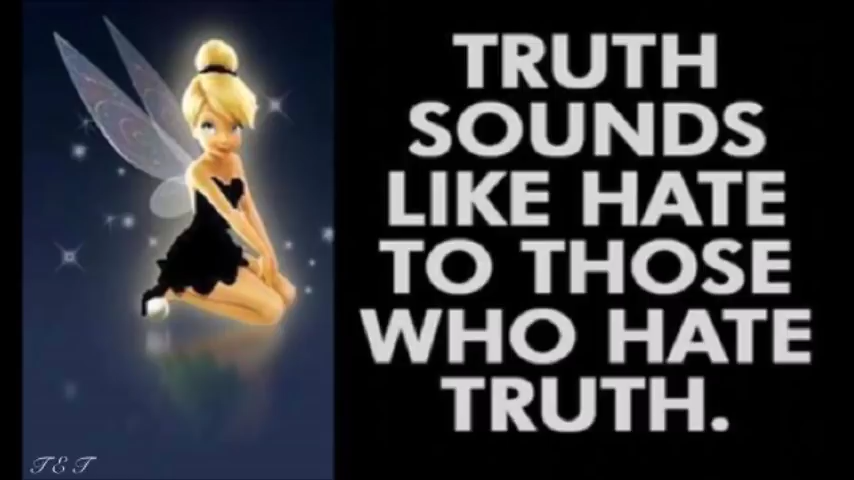 TRUTH
SOUNDS
LIKE HATE
TO THOSE
WHO HATE
TRUTH.
T&T